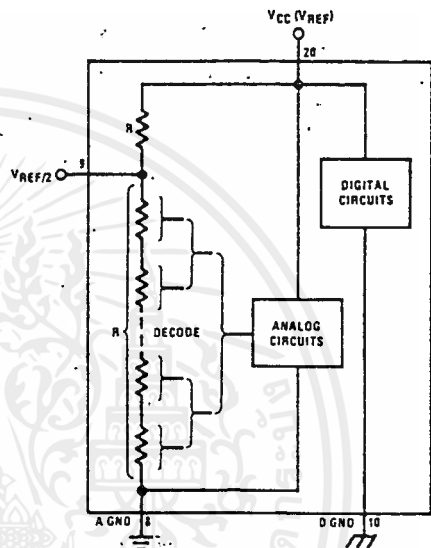 VCC (VREF)
20
R
VREF/2
9
DIGITAL
CIRCUITS
R
DECODE
ANALOG
CIRCUITS
A GND
8
D GND
10